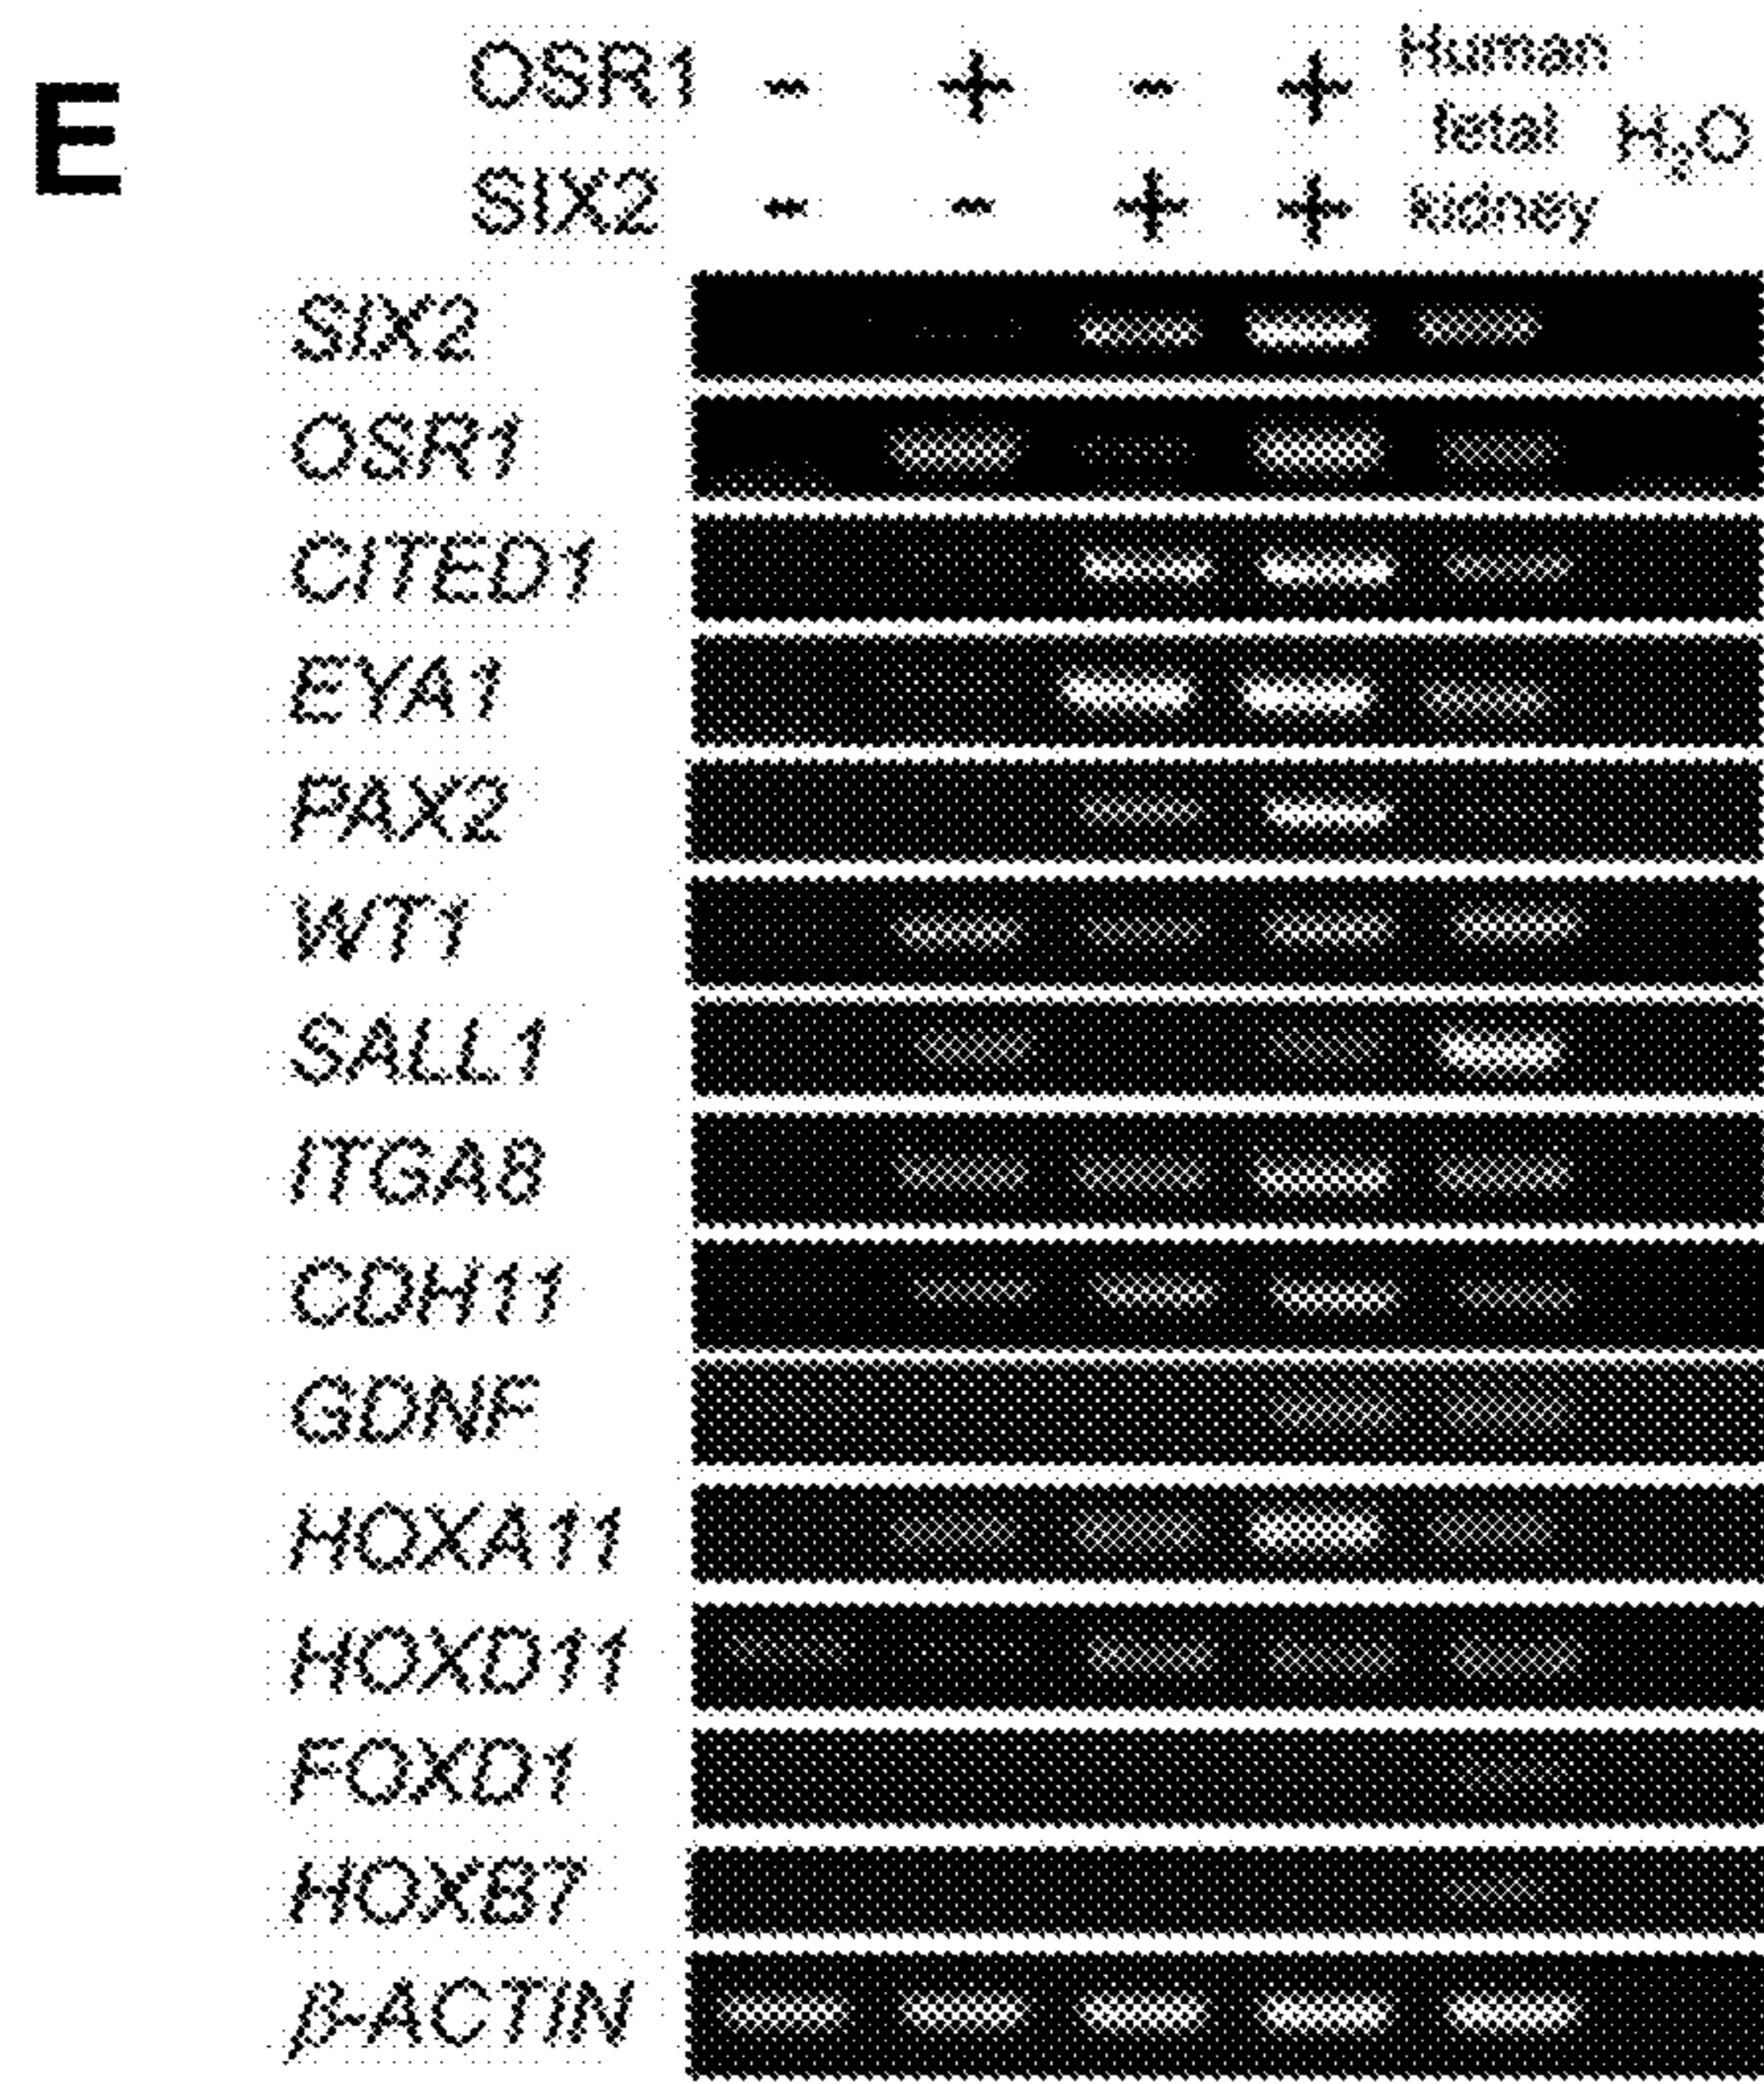 E
OSR1 - + - + Human
fetal H₂O
SIX2 - - + + kidney
SIX2
OSR1
CITED1
EYA1
PAX2
WT1
SALL1
ITGA8
CDH11
GDNF
HOXA11
HOXD11
FOXD1
HOXB7
β-ACTIN